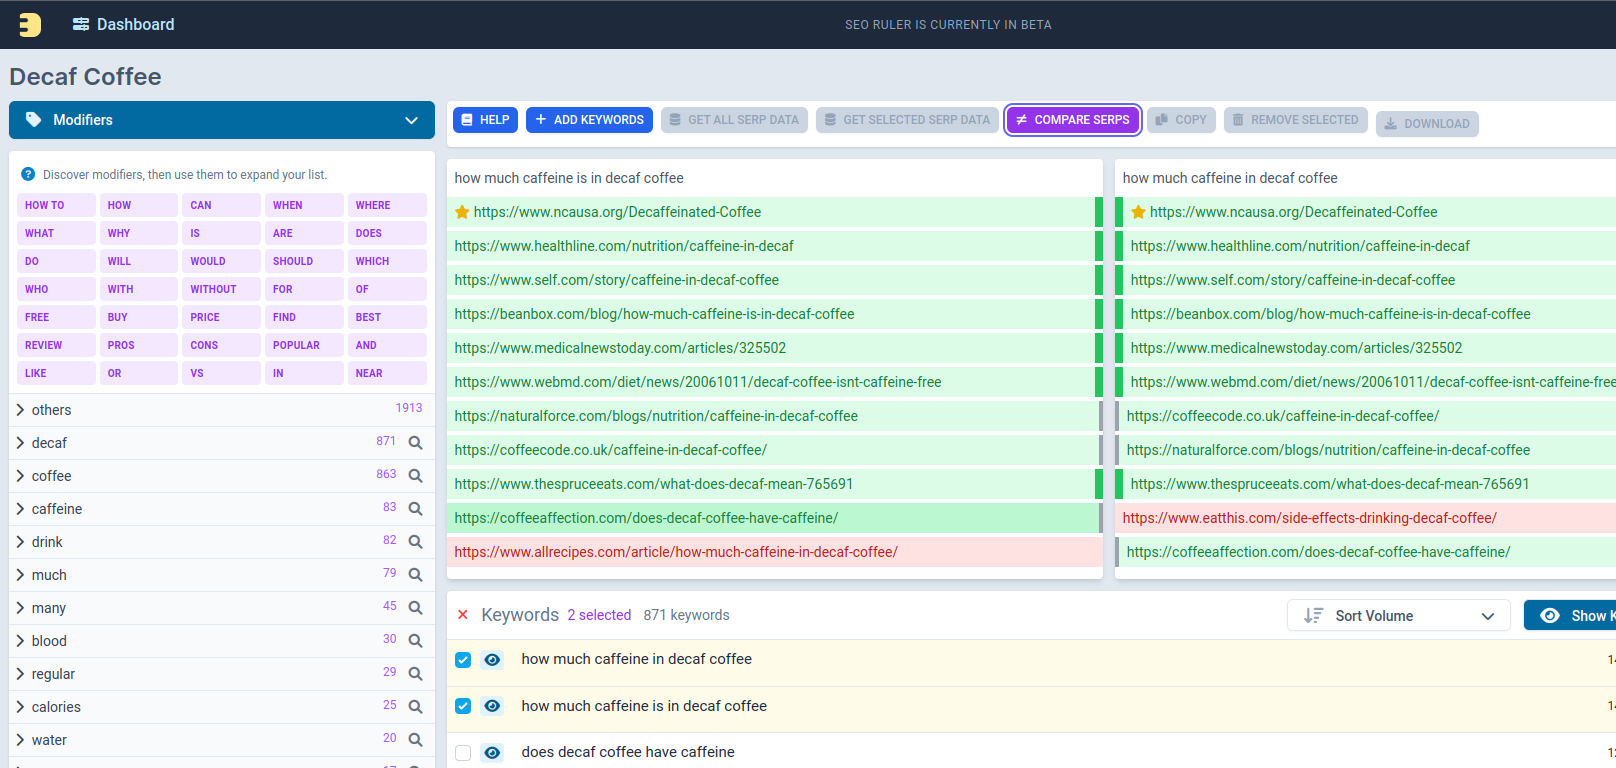 Dashboard
SEO RULER IS CURRENTLY IN BETA
Decaf Coffee
Modifiers
HELP
ADD KEYWORDS
GET ALL SERP DATA
GET SELECTED SERP DATA
COMPARE SERPS
COPY
REMOVE SELECTED
DOWNLOAD
Discover modifiers, then use them to expand your list.
HOW TO HOW CAN WHEN WHERE
WHAT WHY IS ARE DOES
DO WILL WOULD SHOULD WHICH
WHO WITH WITHOUT FOR OF
FREE BUY PRICE FIND BEST
REVIEW PROS CONS POPULAR AND
LIKE OR VS IN NEAR
others 1913
decaf 871
coffee 863
caffeine 83
drink 82
much 79
many 45
blood 30
regular 29
calories 25
water 20
how much caffeine is in decaf coffee
https://www.ncausa.org/Decaffeinated-Coffee
https://www.healthline.com/nutrition/caffeine-in-decaf
https://www.self.com/story/caffeine-in-decaf-coffee
https://beanbox.com/blog/how-much-caffeine-is-in-decaf-coffee
https://www.medicalnewstoday.com/articles/325502
https://www.webmd.com/diet/news/20061011/decaf-coffee-isnt-caffeine-free
https://naturalforce.com/blogs/nutrition/caffeine-in-decaf-coffee
https://coffeecode.co.uk/caffeine-in-decaf-coffee/
https://www.thespruceeats.com/what-does-decaf-mean-765691
https://coffeeaffection.com/does-decaf-coffee-have-caffeine/
https://www.allrecipes.com/article/how-much-caffeine-in-decaf-coffee/
how much caffeine in decaf coffee
https://www.ncausa.org/Decaffeinated-Coffee
https://www.healthline.com/nutrition/caffeine-in-decaf
https://www.self.com/story/caffeine-in-decaf-coffee
https://beanbox.com/blog/how-much-caffeine-is-in-decaf-coffee
https://www.medicalnewstoday.com/articles/325502
https://www.webmd.com/diet/news/20061011/decaf-coffee-isnt-caffeine-free
https://coffeecode.co.uk/caffeine-in-decaf-coffee/
https://naturalforce.com/blogs/nutrition/caffeine-in-decaf-coffee
https://www.thespruceeats.com/what-does-decaf-mean-765691
https://www.eatthis.com/side-effects-drinking-decaf-coffee/
https://coffeeaffection.com/does-decaf-coffee-have-caffeine/
Keywords 2 selected 871 keywords
Sort Volume
Show
how much caffeine in decaf coffee
how much caffeine is in decaf coffee
does decaf coffee have caffeine